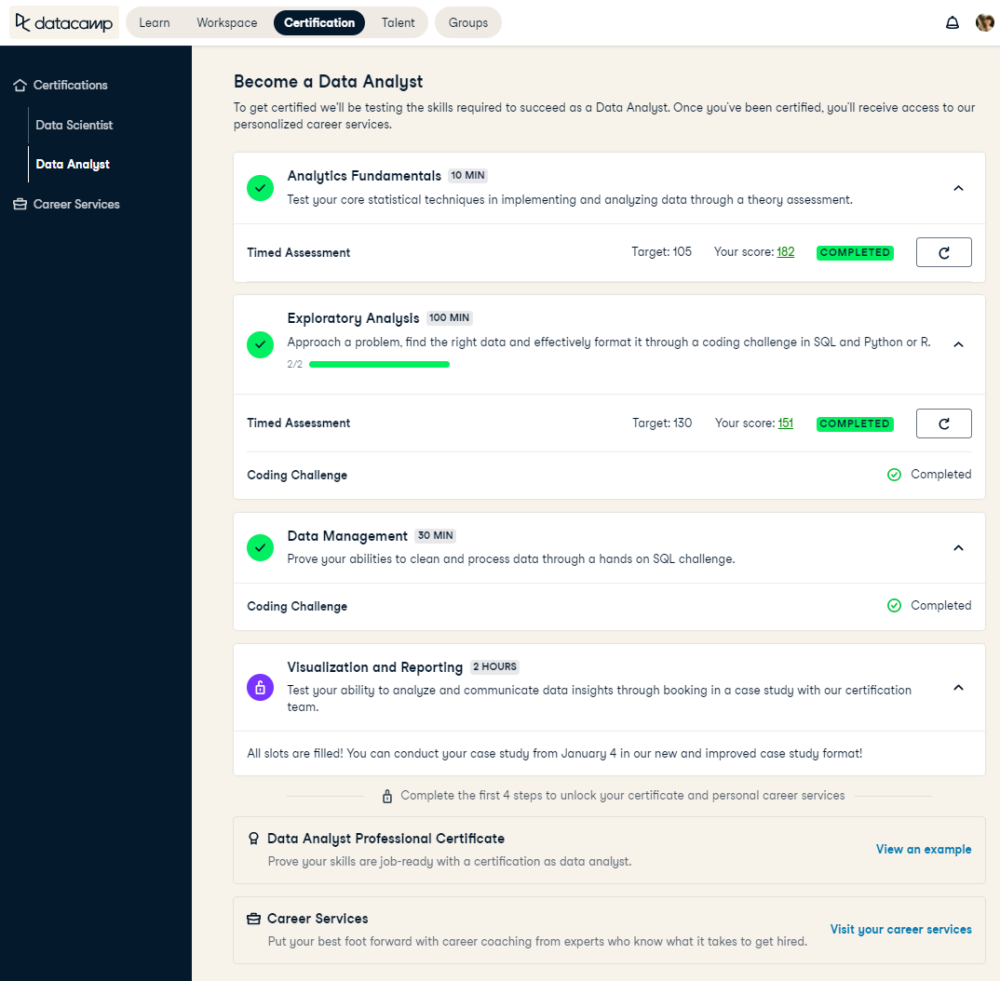 datacamp
Learn
Workspace
Certification
Talent
Groups
Certifications
Data Scientist
Data Analyst
Career Services
Become a Data Analyst
To get certified we'll be testing the skills required to succeed as a Data Analyst. Once you've been certified, you'll receive access to our
personalized career services.
Analytics Fundamentals 10 MIN
Test your core statistical techniques in implementing and analyzing data through a theory assessment.
Timed Assessment Target: 105 Your score: 182 COMPLETED
Exploratory Analysis 100 MIN
Approach a problem, find the right data and effectively format it through a coding challenge in SQL and Python or R.
2/2
Timed Assessment Target: 130 Your score: 151 COMPLETED
Coding Challenge Completed
Data Management 30 MIN
Prove your abilities to clean and process data through a hands on SQL challenge.
Coding Challenge Completed
Visualization and Reporting 2 HOURS
Test your ability to analyze and communicate data insights through booking in a case study with our certification
team.
All slots are filled! You can conduct your case study from January 4 in our new and improved case study format!
Complete the first 4 steps to unlock your certificate and personal career services
Data Analyst Professional Certificate
Prove your skills are job-ready with a certification as data analyst.
View an example
Career Services
Put your best foot forward with career coaching from experts who know what it takes to get hired.
Visit your career services